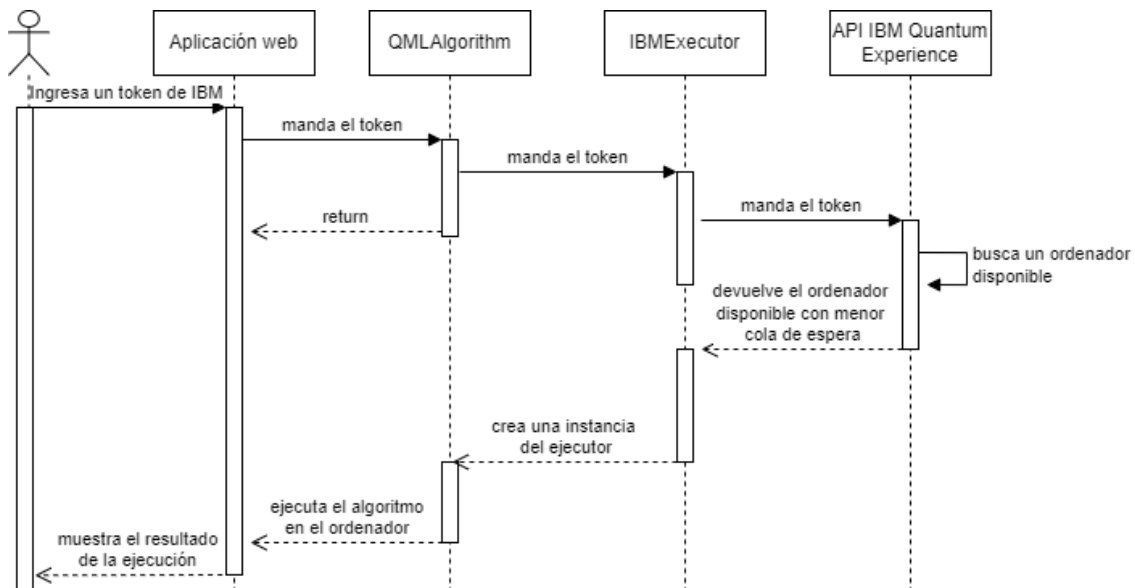 Aplicación web
QMLAlgorithm
IBMExecutor
API IBM Quantum
Experience
Ingresa un token de IBM
manda el token
manda el token
return
manda el token
busca un ordenador
disponible
devuelve el ordenador
disponible con menor
cola de espera
crea una instancia
del ejecutor
ejecuta el algoritmo
en el ordenador
muestra el resultado
de la ejecución